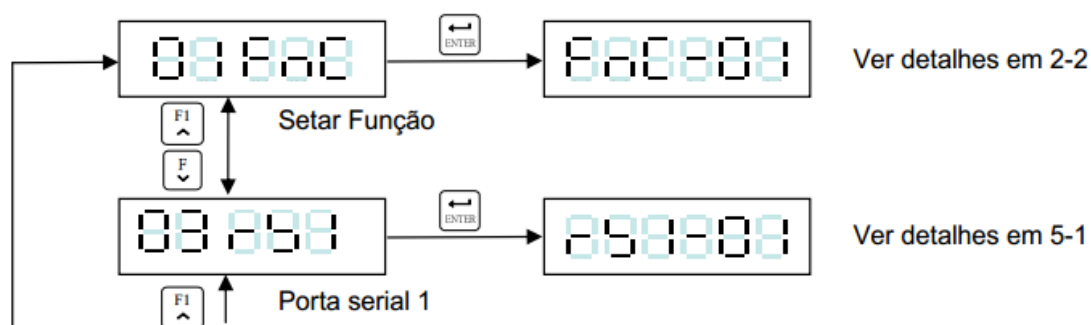 01 FnC
ENTER
FnC-01
Ver detalhes em 2-2
F1
Setar Função
F
03 rS1
ENTER
rS1-01
Ver detalhes em 5-1
F1
Porta serial 1